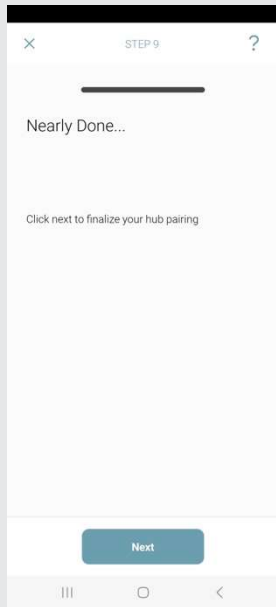 STEP 9
?
Nearly Done...
Click next to finalize your hub pairing
Next